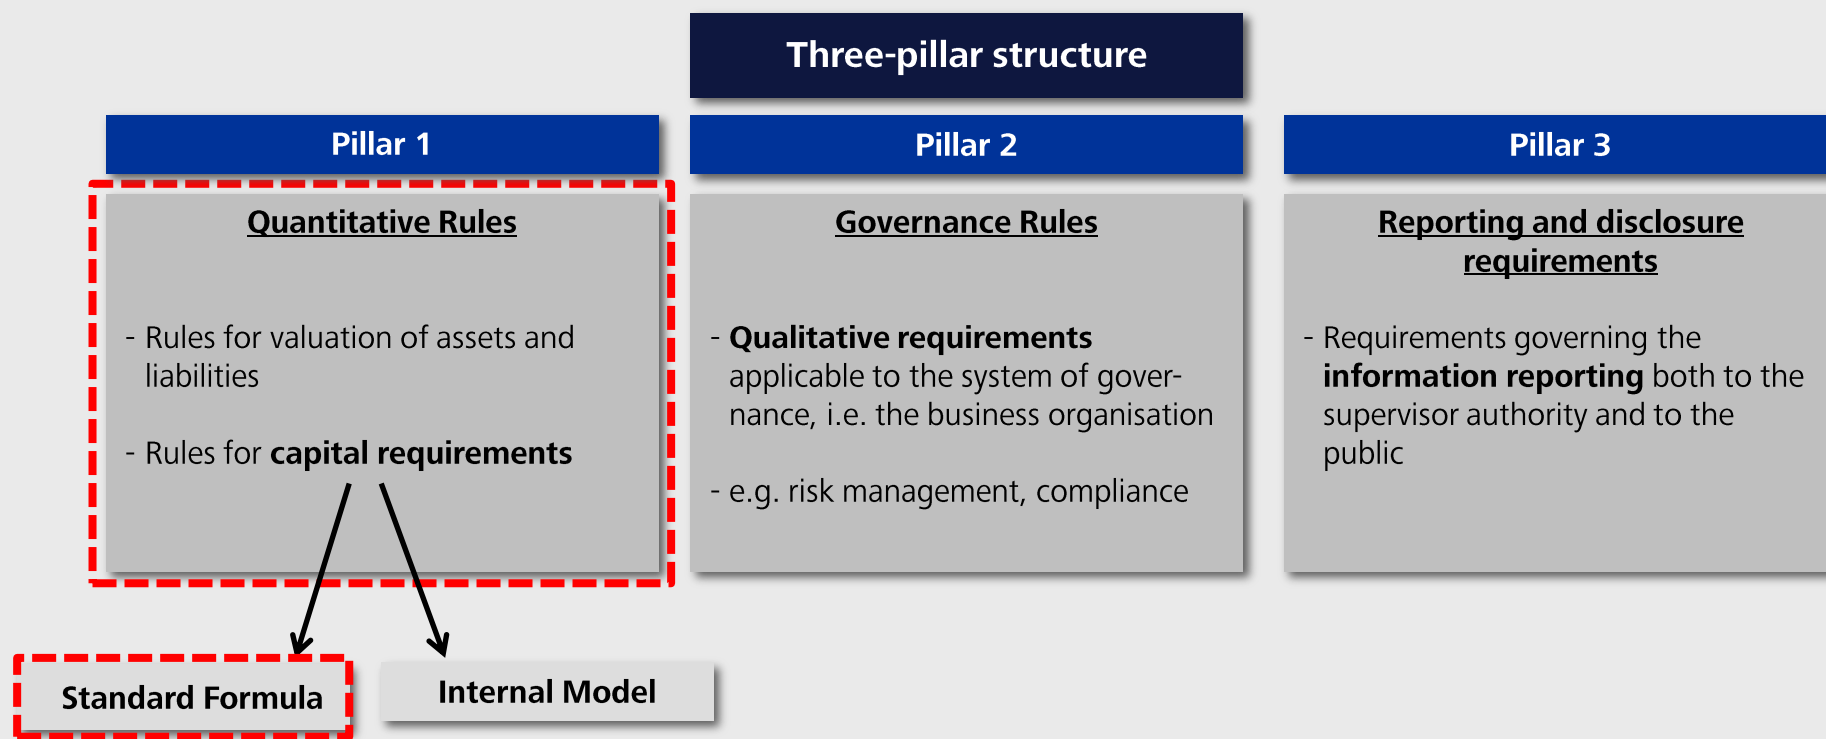 Three-pillar structure
Pillar 1
Quantitative Rules
- Rules for valuation of assets and
liabilities
- Rules for capital requirements
Standard Formula
Internal Model
Pillar 2
Governance Rules
- Qualitative requirements
applicable to the system of gover-
nance, i.e. the business organisation
- e.g. risk management, compliance
Pillar 3
Reporting and disclosure
requirements
- Requirements governing the
information reporting both to the
supervisor authority and to the
public